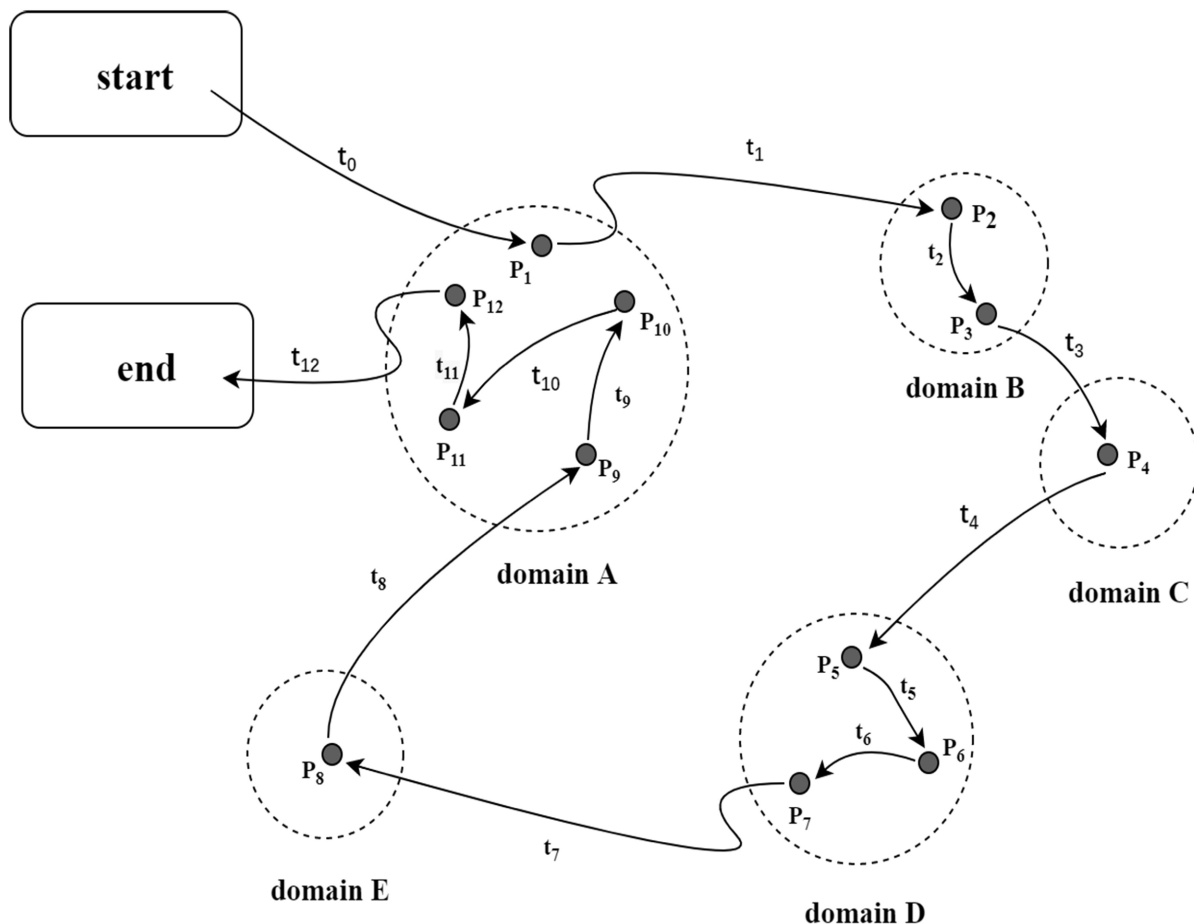 start
t₀
t₁
P₂
t₂
P₁
P₃
P₁₂
P₁₀
t₃
end
t₁₂
t₁₁
t₁₀
t₉
domain B
P₁₁
P₉
P₄
t₄
t₈
domain A
domain C
P₅
t₅
t₆
P₆
P₈
P₇
t₇
domain E
domain D